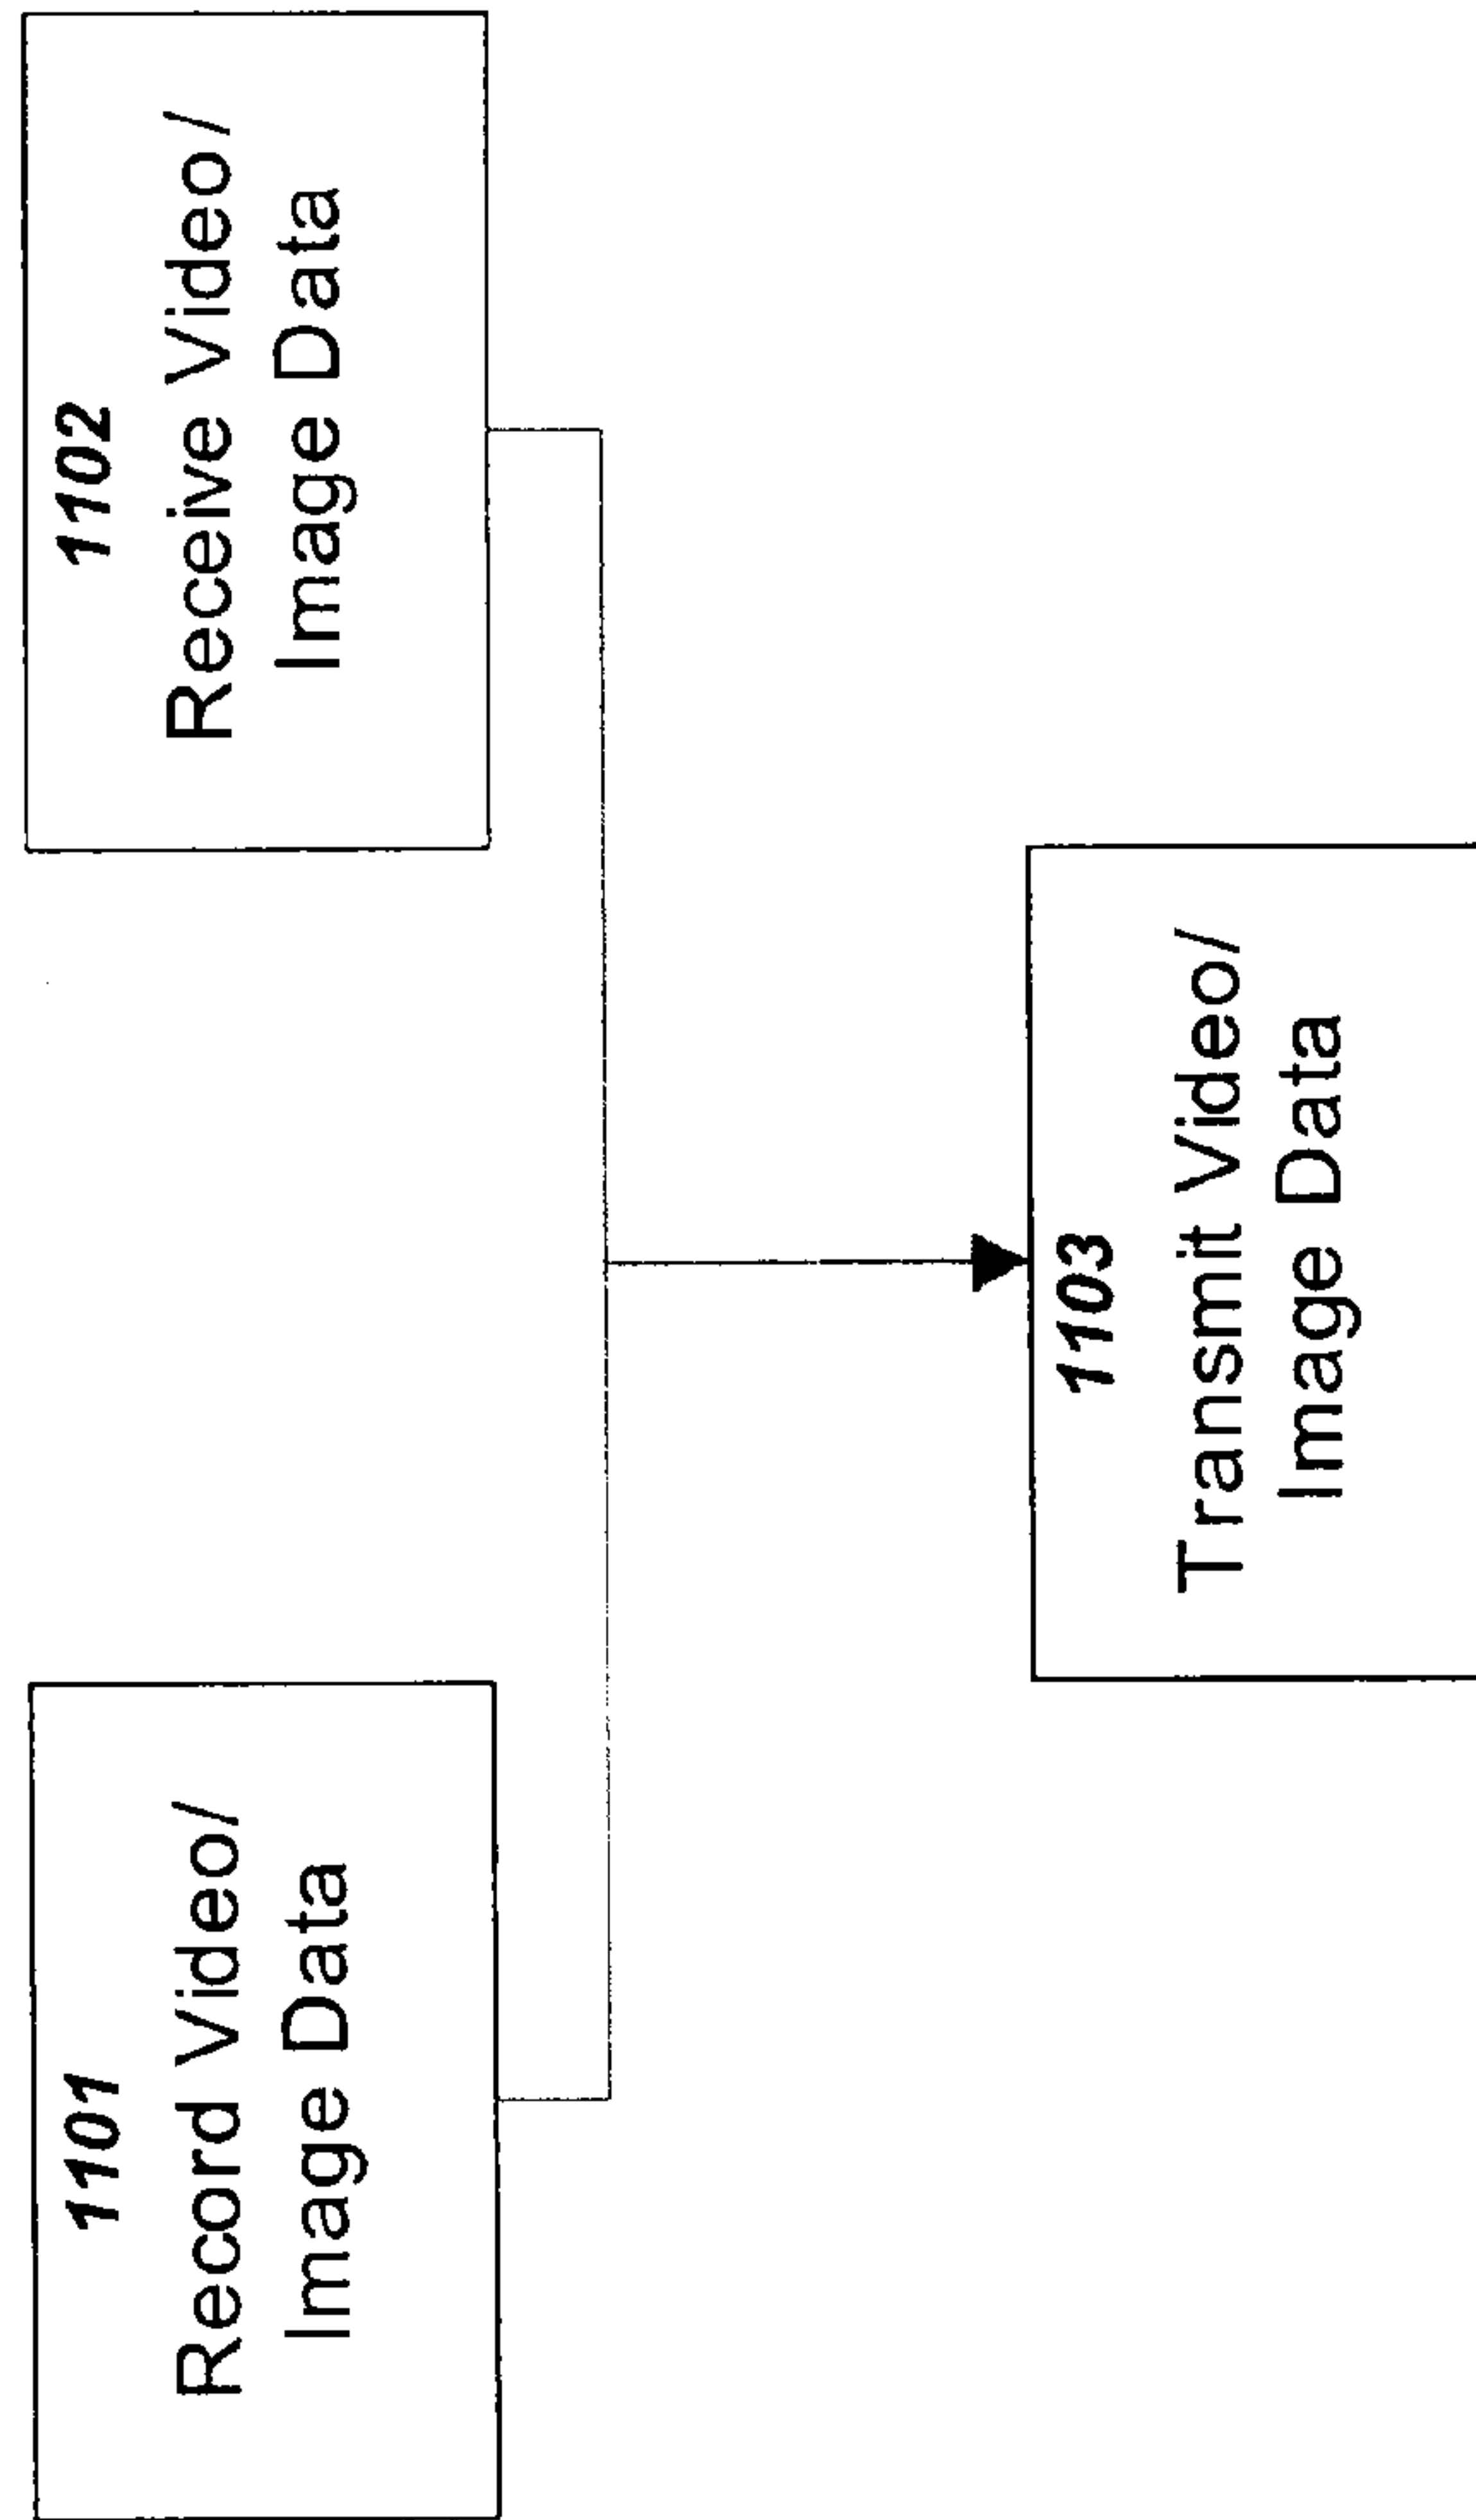 1101
Record Video/
Image Data
1102
Receive Video/
Image Data
1103
Transmit Video/
Image Data